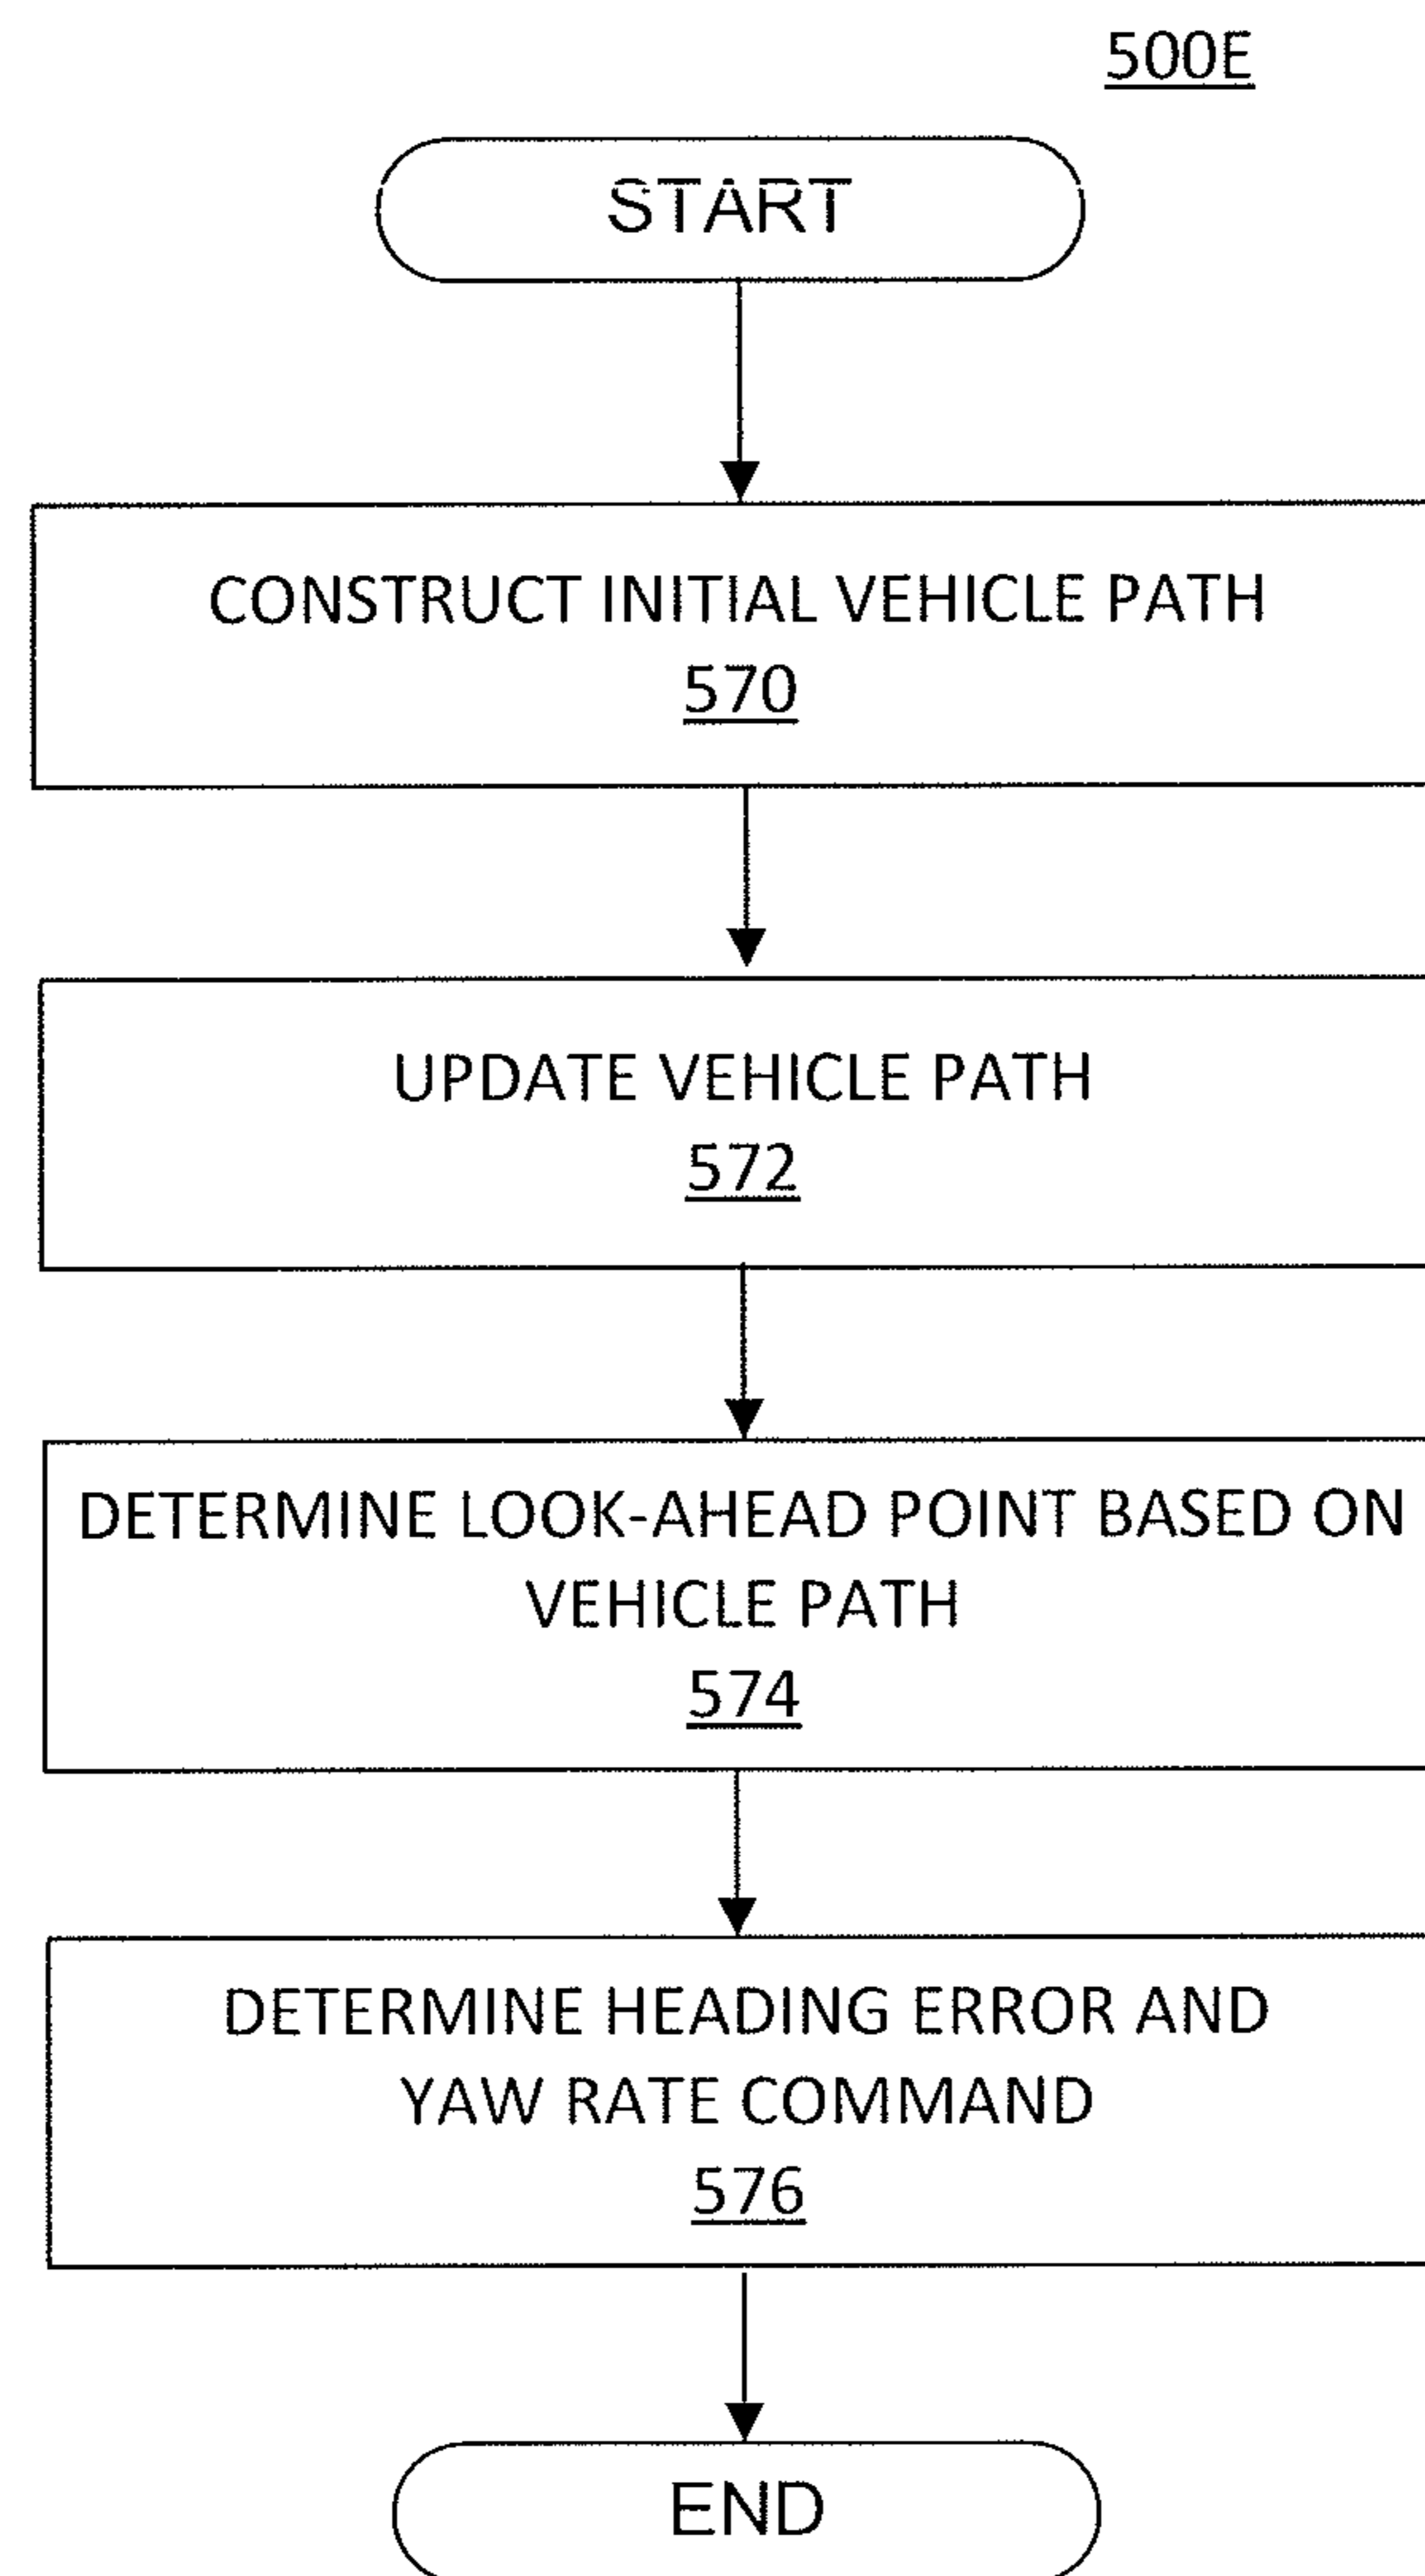 500E
START
CONSTRUCT INITIAL VEHICLE PATH
570
UPDATE VEHICLE PATH
572
DETERMINE LOOK-AHEAD POINT BASED ON
VEHICLE PATH
574
DETERMINE HEADING ERROR AND
YAW RATE COMMAND
576
END